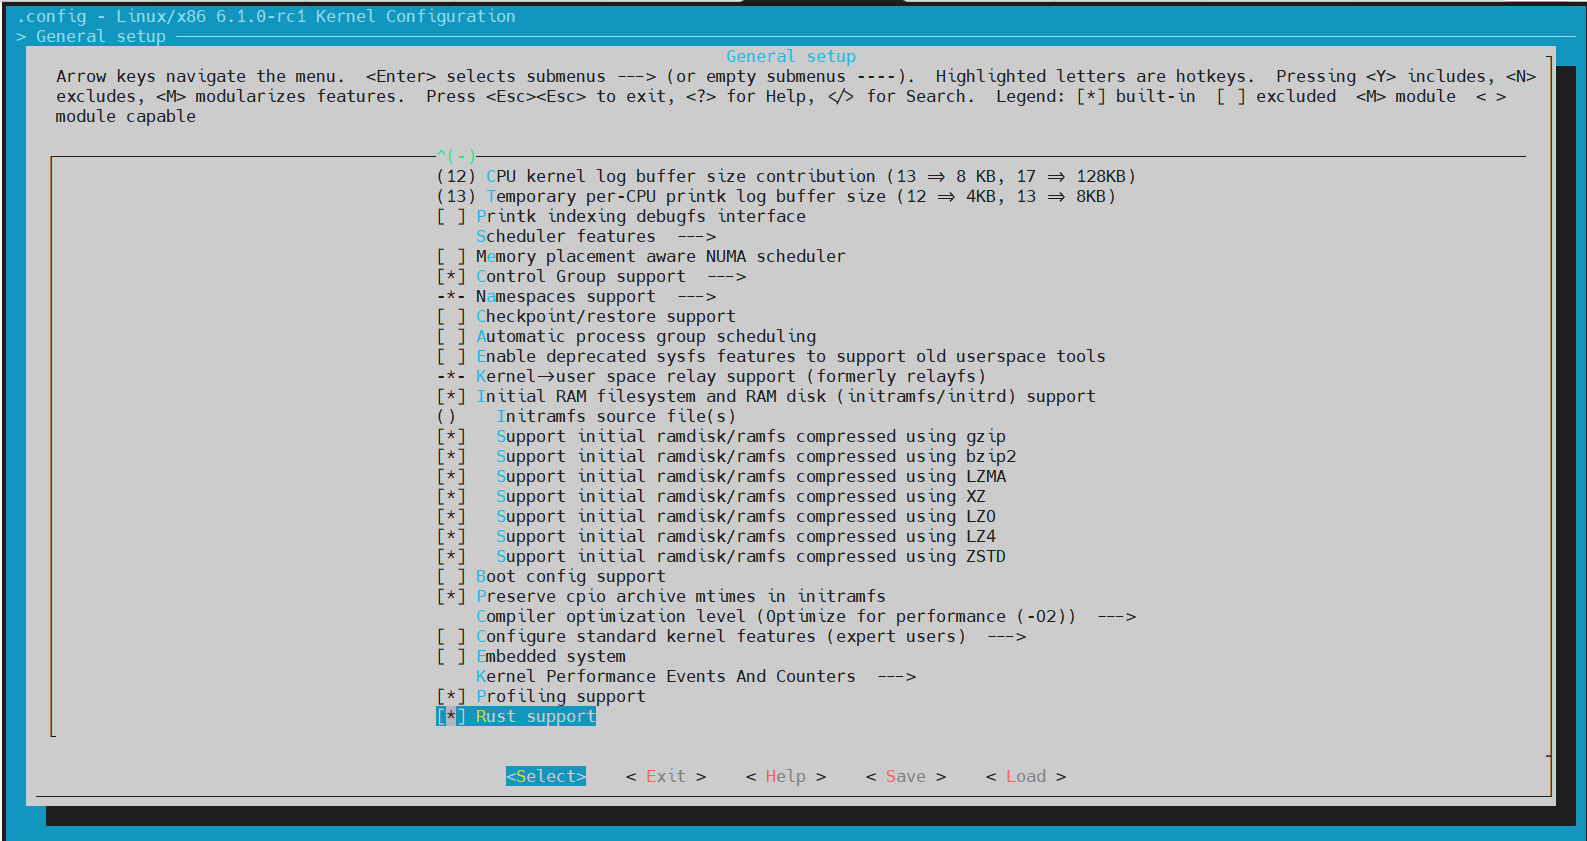 .config - Linux/x86 6.1.0-rc1 Kernel Configuration
> General setup
General setup
Arrow keys navigate the menu.  <Enter> selects submenus ---> (or empty submenus ----).  Highlighted letters are hotkeys.  Pressing <Y> includes, <N>
excludes, <M> modularizes features.  Press <Esc><Esc> to exit, <?> for Help, </> for Search.  Legend: [*] built-in  [ ] excluded  <M> module  < >
module capable
^(-)
(12) CPU kernel log buffer size contribution (13 => 8 KB, 17 => 128KB)
(13) Temporary per-CPU printk log buffer size (12 => 4KB, 13 => 8KB)
[ ] Printk indexing debugfs interface
Scheduler features  --->
[ ] Memory placement aware NUMA scheduler
[*] Control Group support  --->
-*- Namespaces support  --->
[ ] Checkpoint/restore support
[ ] Automatic process group scheduling
[ ] Enable deprecated sysfs features to support old userspace tools
-*- Kernel->user space relay support (formerly relayfs)
[*] Initial RAM filesystem and RAM disk (initramfs/initrd) support
()    Initramfs source file(s)
[*]   Support initial ramdisk/ramfs compressed using gzip
[*]   Support initial ramdisk/ramfs compressed using bzip2
[*]   Support initial ramdisk/ramfs compressed using LZMA
[*]   Support initial ramdisk/ramfs compressed using XZ
[*]   Support initial ramdisk/ramfs compressed using LZO
[*]   Support initial ramdisk/ramfs compressed using LZ4
[*]   Support initial ramdisk/ramfs compressed using ZSTD
[ ] Boot config support
[*] Preserve cpio archive mtimes in initramfs
Compiler optimization level (Optimize for performance (-O2))  --->
[ ] Configure standard kernel features (expert users)  --->
[ ] Embedded system
Kernel Performance Events And Counters  --->
[*] Profiling support
[*] Rust support
<Select>    < Exit >    < Help >    < Save >    < Load >